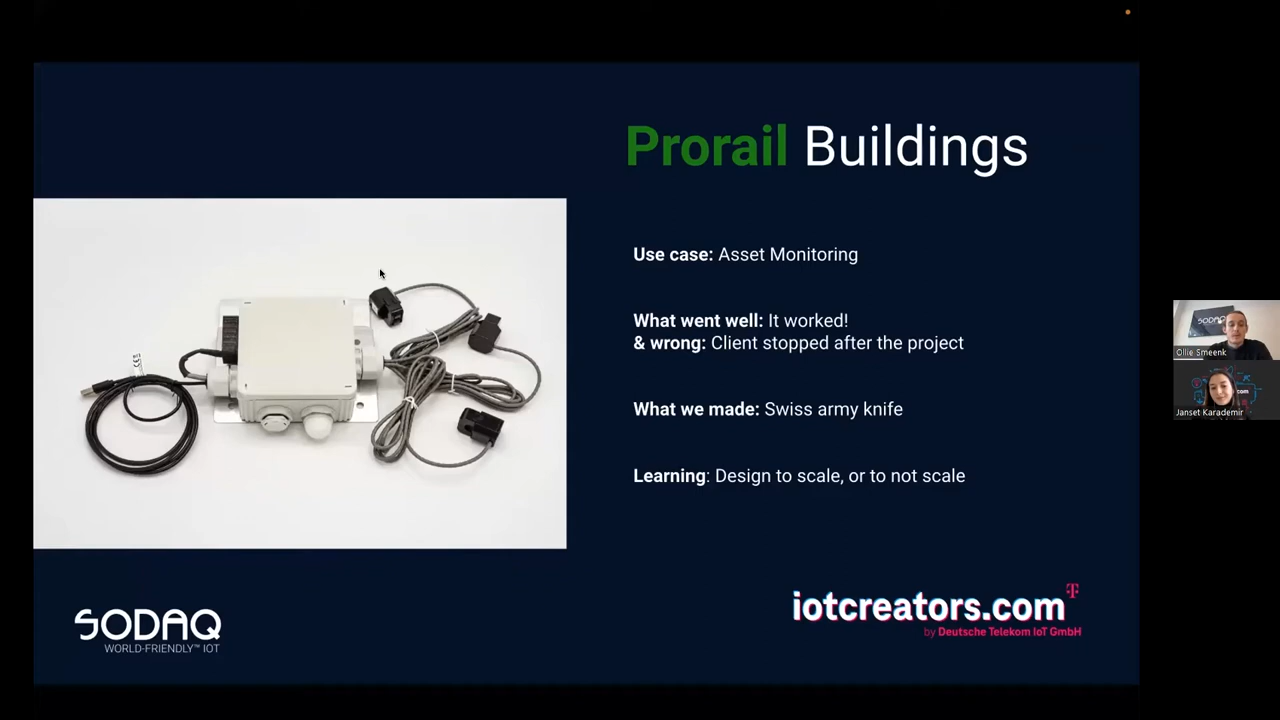 Prorail Buildings
Use case: Asset Monitoring
What went well: It worked!
& wrong: Client stopped after the project
What we made: Swiss army knife
Learning: Design to scale, or to not scale
SODAQ
WORLD-FRIENDLY™ IOT
iotcreators.com
by Deutsche Telekom IoT GmbH
SODAQ
Ollie Smeenk
com
Janset Karademir